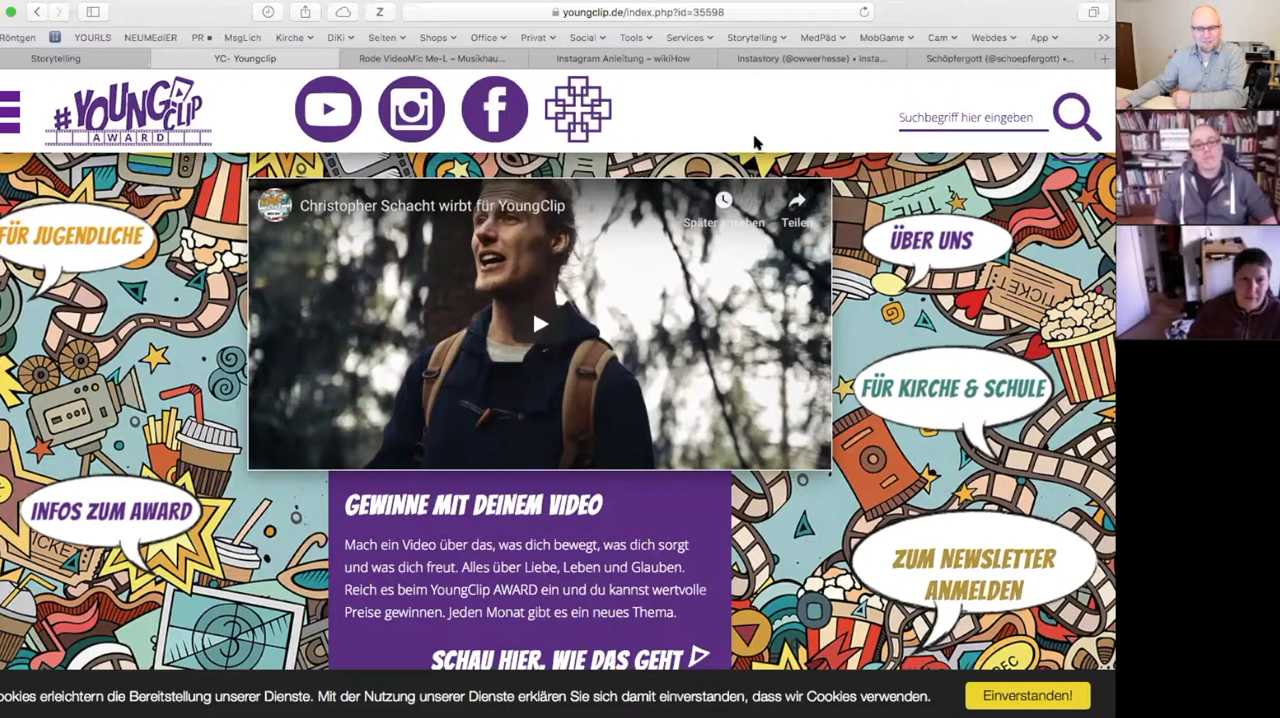 youngclip.de/index.php?id=35598
Röntgen YOURLS NEUMEdIER PR MsgLich Kirche DiKi Seiten Shops Office Privat Social Tools Services Storytelling MedPäd MobGame Cam Webdes App
Storytelling YC- Youngclip Rode VideoMic Me-L – Musikhau... Instagram Anleitung – wikiHow Instastory (@owwerhesse) • Insta... Schöpfergott (@schoepfergott) •...
#YOUNGCLIP
AWARD
Suchbegriff hier eingeben
Christopher Schacht wirbt für YoungClip
Später ansehen
Teilen
FÜR JUGENDLICHE
ÜBER UNS
TICKET
FÜR KIRCHE & SCHULE
INFOS ZUM AWARD
GEWINNE MIT DEINEM VIDEO
Mach ein Video über das, was dich bewegt, was dich sorgt
und was dich freut. Alles über Liebe, Leben und Glauben.
Reich es beim YoungClip AWARD ein und du kannst wertvolle
Preise gewinnen. Jeden Monat gibt es ein neues Thema.
SCHAU HIER, WIE DAS GEHT
ZUM NEWSLETTER
ANMELDEN
TICKET
REC
ookies erleichtern die Bereitstellung unserer Dienste. Mit der Nutzung unserer Dienste erklären Sie sich damit einverstanden, dass wir Cookies verwenden.
Einverstanden!